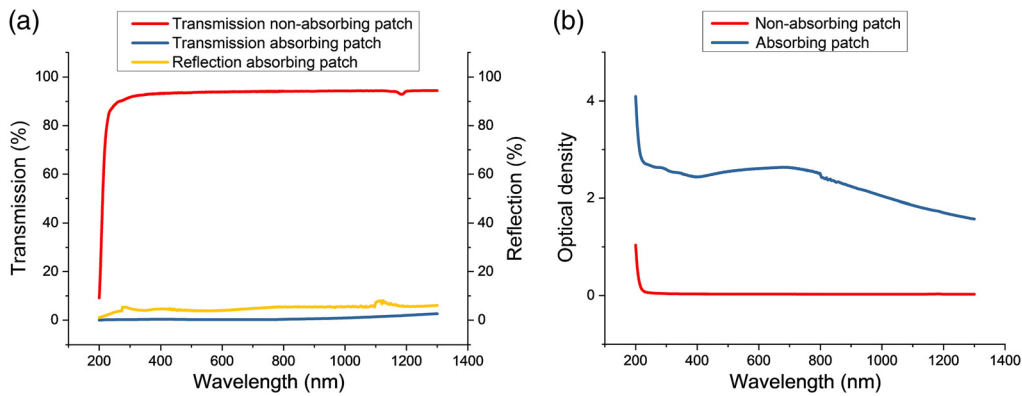 (a)
Transmission non-absorbing patch
Transmission absorbing patch
Reflection absorbing patch
100
80
60
40
20
0
Transmission (%)
100
80
60
40
20
0
Reflection (%)
200 400 600 800 1000 1200 1400
Wavelength (nm)
(b)
Non-absorbing patch
Absorbing patch
4
2
0
Optical density
200 400 600 800 1000 1200 1400
Wavelength (nm)